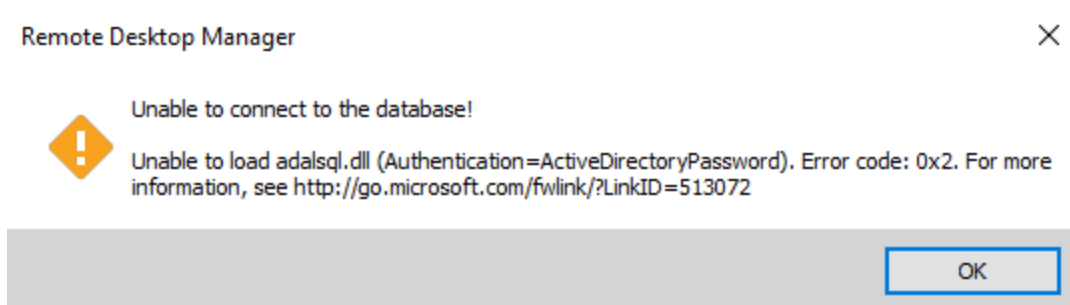 Remote Desktop Manager
Unable to connect to the database!
Unable to load adalsql.dll (Authentication=ActiveDirectoryPassword). Error code: 0x2. For more
information, see http://go.microsoft.com/fwlink/?LinkID=513072
OK